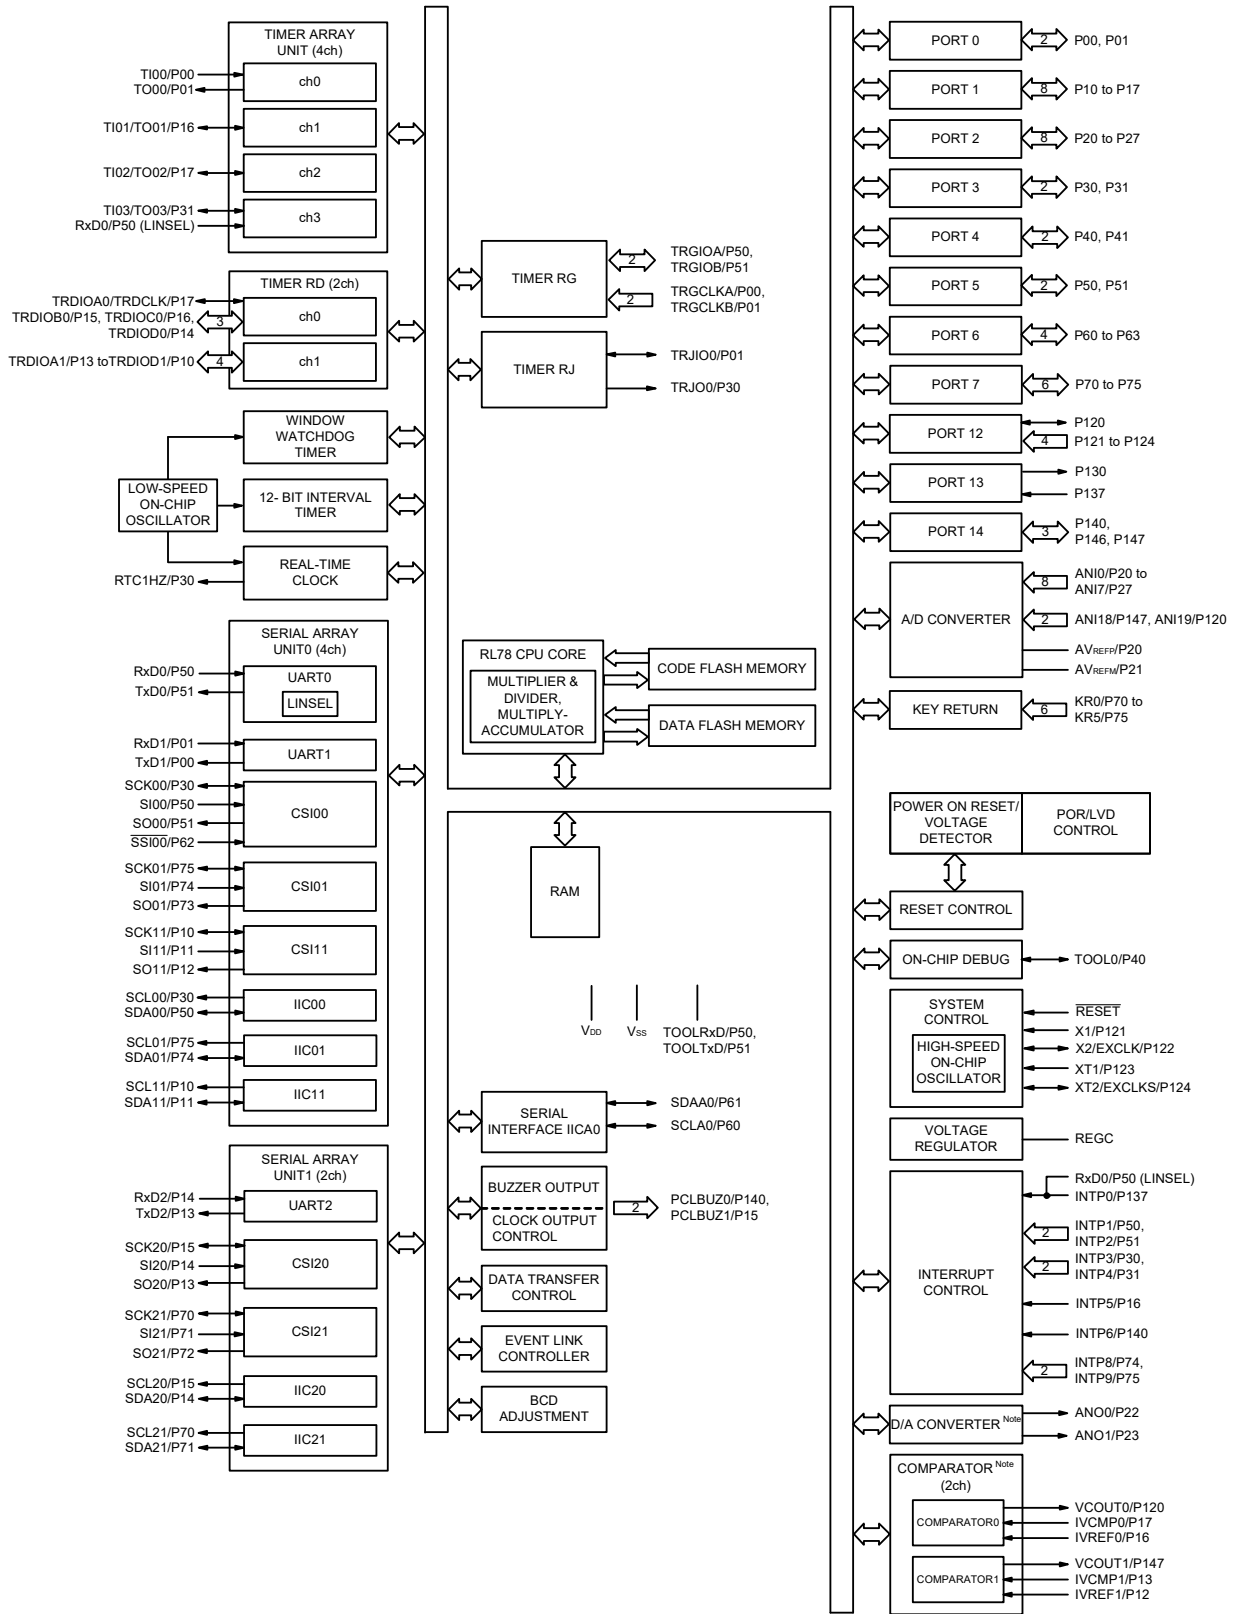 TIMER ARRAY
UNIT (4ch)
TI00/P00
TO00/P01
ch0
TI01/TO01/P16
ch1
TI02/TO02/P17
ch2
TI03/TO03/P31
RxD0/P50 (LINSEL)
ch3
TIMER RD (2ch)
TRDIOA0/TRDCLK/P17
TRDIOB0/P15, TRDIOC0/P16,
TRDIOD0/P14
3
ch0
TRDIOA1/P13 toTRDIOD1/P10
4
ch1
WINDOW
WATCHDOG
TIMER
LOW-SPEED
ON-CHIP
OSCILLATOR
12- BIT INTERVAL
TIMER
REAL-TIME
CLOCK
RTC1HZ/P30
SERIAL ARRAY
UNIT0 (4ch)
RxD0/P50
TxD0/P51
UART0
LINSEL
RxD1/P01
TxD1/P00
UART1
SCK00/P30
SI00/P50
SO00/P51
SSI00/P62
CSI00
SCK01/P75
SI01/P74
SO01/P73
CSI01
SCK11/P10
SI11/P11
SO11/P12
CSI11
SCL00/P30
SDA00/P50
IIC00
SCL01/P75
SDA01/P74
IIC01
SCL11/P10
SDA11/P11
IIC11
SERIAL ARRAY
UNIT1 (2ch)
RxD2/P14
TxD2/P13
UART2
SCK20/P15
SI20/P14
SO20/P13
CSI20
SCK21/P70
SI21/P71
SO21/P72
CSI21
SCL20/P15
SDA20/P14
IIC20
SCL21/P70
SDA21/P71
IIC21
TIMER RG
2
TRGIOA/P50,
TRGIOB/P51
2
TRGCLKA/P00,
TRGCLKB/P01
TIMER RJ
TRJIO0/P01
TRJO0/P30
RL78 CPU CORE
MULTIPLIER &
DIVIDER,
MULTIPLY-
ACCUMULATOR
CODE FLASH MEMORY
DATA FLASH MEMORY
RAM
VDD
VSS
TOOLRxD/P50,
TOOLTxD/P51
SERIAL
INTERFACE IICA0
SDAA0/P61
SCLA0/P60
BUZZER OUTPUT
CLOCK OUTPUT
CONTROL
2
PCLBUZ0/P140,
PCLBUZ1/P15
DATA TRANSFER
CONTROL
EVENT LINK
CONTROLLER
BCD
ADJUSTMENT
PORT 0
2
P00, P01
PORT 1
8
P10 to P17
PORT 2
8
P20 to P27
PORT 3
2
P30, P31
PORT 4
2
P40, P41
PORT 5
2
P50, P51
PORT 6
4
P60 to P63
PORT 7
6
P70 to P75
PORT 12
P120
4
P121 to P124
PORT 13
P130
P137
PORT 14
3
P140,
P146, P147
A/D CONVERTER
8
ANI0/P20 to
ANI7/P27
2
ANI18/P147, ANI19/P120
AVREFP/P20
AVREFM/P21
KEY RETURN
6
KR0/P70 to
KR5/P75
POWER ON RESET/
VOLTAGE
DETECTOR
POR/LVD
CONTROL
RESET CONTROL
ON-CHIP DEBUG
TOOL0/P40
SYSTEM
CONTROL
HIGH-SPEED
ON-CHIP
OSCILLATOR
RESET
X1/P121
X2/EXCLK/P122
XT1/P123
XT2/EXCLKS/P124
VOLTAGE
REGULATOR
REGC
INTERRUPT
CONTROL
RxD0/P50 (LINSEL)
INTP0/P137
2
INTP1/P50,
INTP2/P51
2
INTP3/P30,
INTP4/P31
INTP5/P16
INTP6/P140
2
INTP8/P74,
INTP9/P75
D/A CONVERTER Note
ANO0/P22
ANO1/P23
COMPARATOR Note
(2ch)
COMPARATOR0
VCOUT0/P120
IVCMP0/P17
IVREF0/P16
COMPARATOR1
VCOUT1/P147
IVCMP1/P13
IVREF1/P12